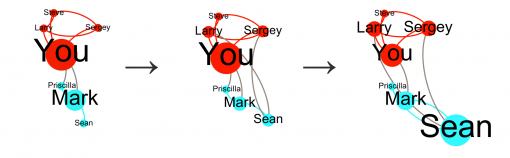 Steve
Larry
Sergey
You
Priscilla
Mark
Sean
Steve
Larry
Sergey
You
Priscilla
Mark
Sean
Steve
Larry
Sergey
You
Priscilla
Mark
Sean